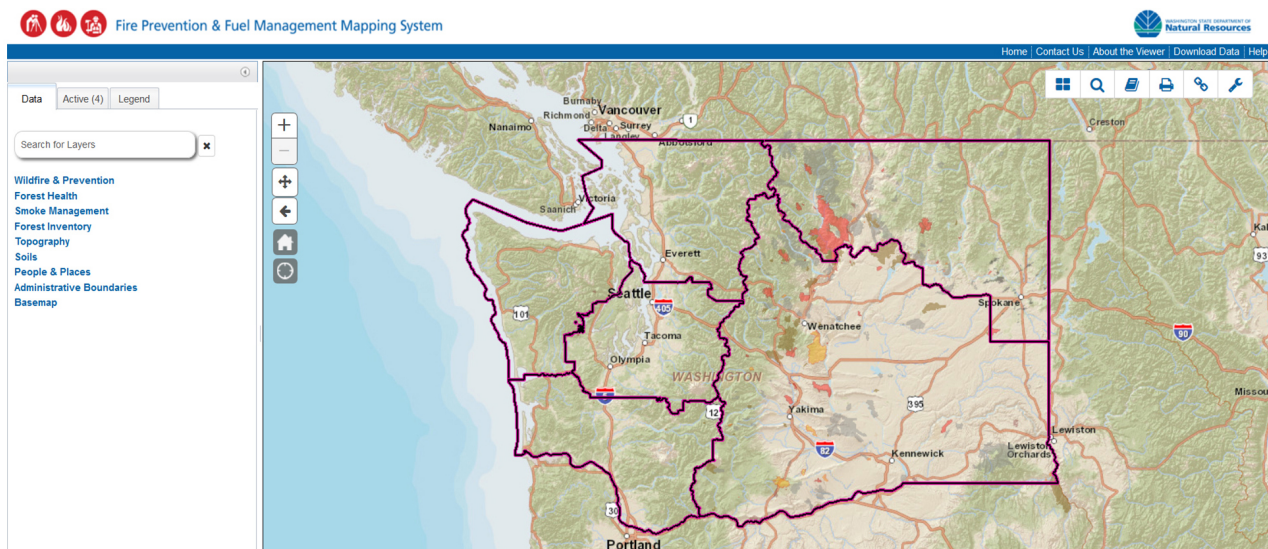 Fire Prevention & Fuel Management Mapping System
WASHINGTON STATE DEPARTMENT OF
Natural Resources
Home | Contact Us | About the Viewer | Download Data | Help
Data
Active (4)
Legend
Search for Layers
Wildfire & Prevention
Forest Health
Smoke Management
Forest Inventory
Topography
Soils
People & Places
Administrative Boundaries
Basemap
Burnaby
Vancouver
Richmond
Delta
Surrey
Langley
Abbotsford
1
Nanaimo
Creston
Victoria
Saanich
Everett
Seattle
405
101
Tacoma
Olympia
WASHINGTON
Wenatchee
Spokane
90
93
Kal
Missou
12
Yakima
395
82
Kennewick
Lewiston
Lewiston
Orchards
30
Portland